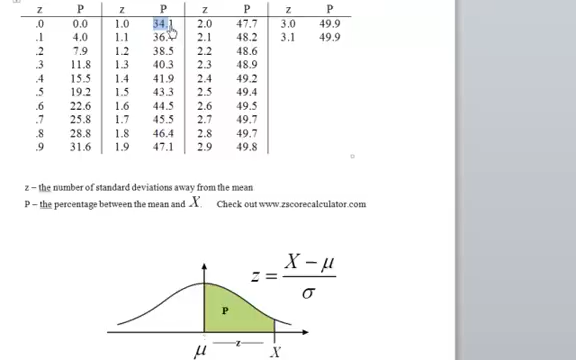 z P z P z P z P
.0 0.0 1.0 34.1 2.0 47.7 3.0 49.9
.1 4.0 1.1 36.4 2.2 48.2 3.1 49.9
.2 7.9 1.2 38.5 2.2 48.6
.3 11.8 1.3 40.3 2.3 48.9
.4 15.5 1.4 41.9 2.4 49.2
.5 19.2 1.5 43.3 2.5 49.4
.6 22.6 1.6 44.5 2.6 49.5
.7 25.8 1.7 45.5 2.7 49.7
.8 28.8 1.8 46.4 2.8 49.7
.9 31.6 1.9 47.1 2.9 49.8
z – the number of standard deviations away from the mean
P – the percentage between the mean and X. Check out www.zscorecalculator.com
z = (X − μ) / σ
P
z
μ X